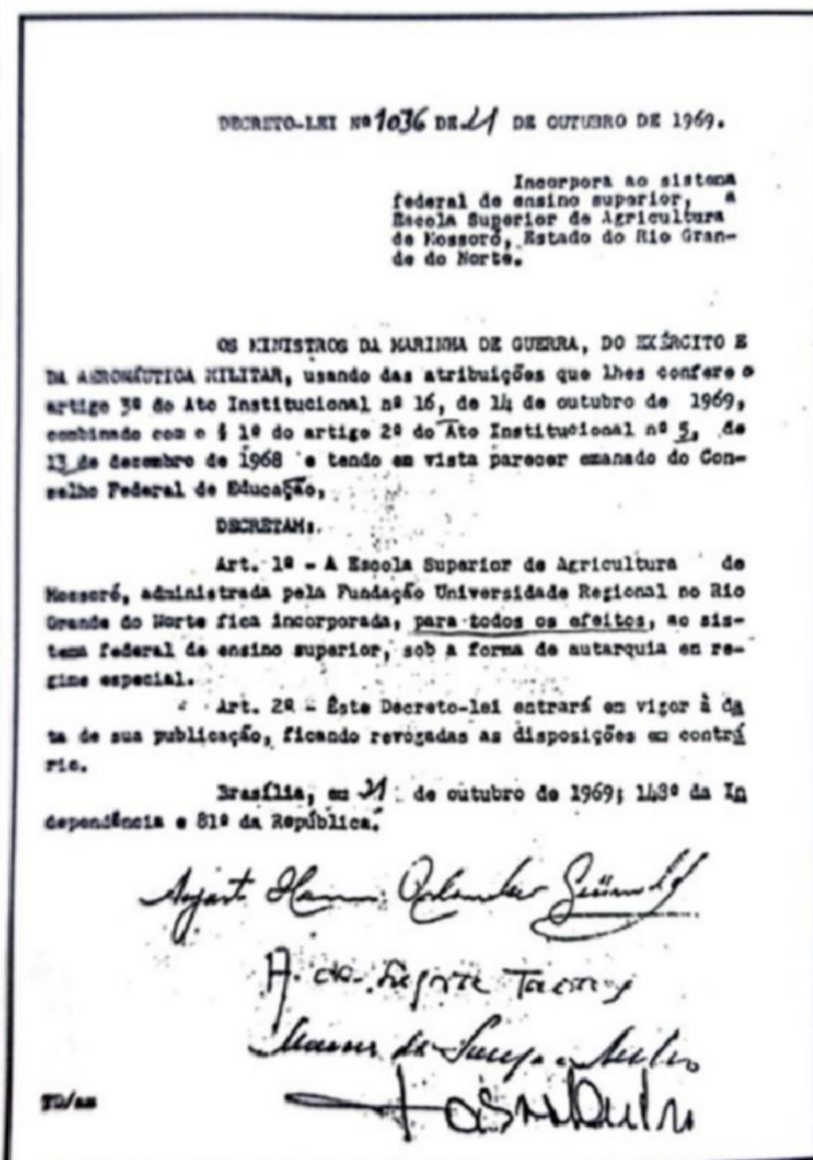 DECRETO-LEI Nº 1036 DE 21 DE OUTUBRO DE 1969.
Incorpora ao sistema
federal de ensino superior, a
Escola Superior de Agricultura
de Mossoró, Estado do Rio Gran-
de do Norte.
OS MINISTROS DA MARINHA DE GUERRA, DO EXÉRCITO E
DA AERONÁUTICA MILITAR, usando das atribuições que lhes confere o
artigo 3º do Ato Institucional nº 16, de 14 de outubro de 1969,
combinado com o § 1º do artigo 2º do Ato Institucional nº 5, de
13 de dezembro de 1968 e tendo em vista parecer emanado do Con-
selho Federal de Educação,
DECRETAM:
Art. 1º - A Escola Superior de Agricultura de
Mossoró, administrada pela Fundação Universidade Regional no Rio
Grande do Norte fica incorporada, para todos os efeitos, ao sis-
tema federal de ensino superior, sob a forma de autarquia em re-
gime especial.
Art. 2º - Êste Decreto-lei entrará em vigor à da
ta de sua publicação, ficando revogadas as disposições em contrá
rio.
Brasília, em 21 de outubro de 1969; 148º da In
dependência e 81º da República.
A. de Lyra Tavares
Marcio de Souza e Mello